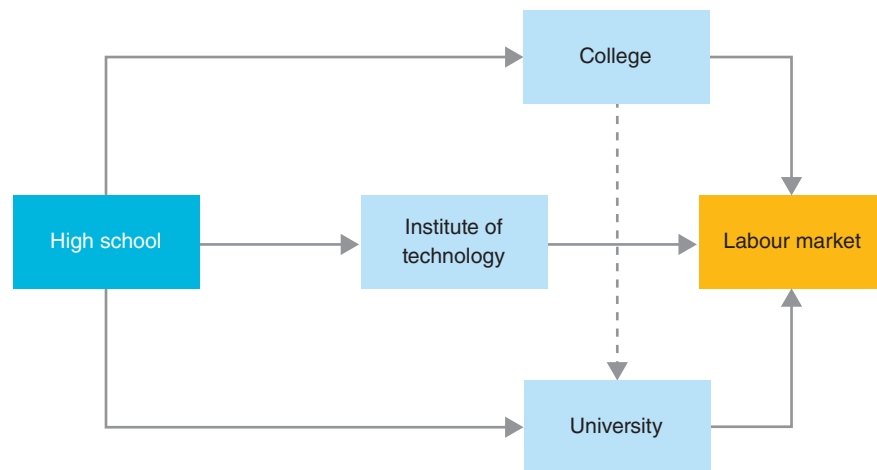 College
High school
Institute of
technology
Labour market
University